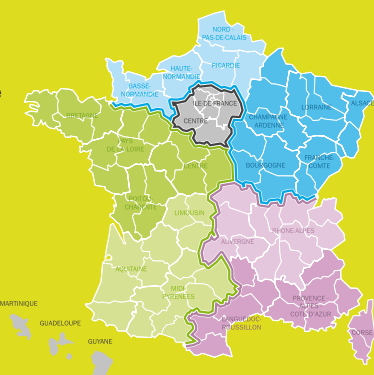 NORD -
PAS-DE-CALAIS
HAUTE-
NORMANDIE
PICARDIE
BASSE-
NORMANDIE
ILE-DE-FRANCE
CENTRE
CHAMPAGNE
ARDENNE
LORRAINE
ALSACE
BRETAGNE
PAYS
DE LA LOIRE
CENTRE
BOURGOGNE
FRANCHE
COMTE
POITOU
CHARENTE
LIMOUSIN
AUVERGNE
RHONE ALPES
AQUITAINE
MIDI
PYRENEES
LANGUEDOC-
ROUSSILLON
PROVENCE
ALPES
COTE D'AZUR
CORSE
MARTINIQUE
GUADELOUPE
GUYANE